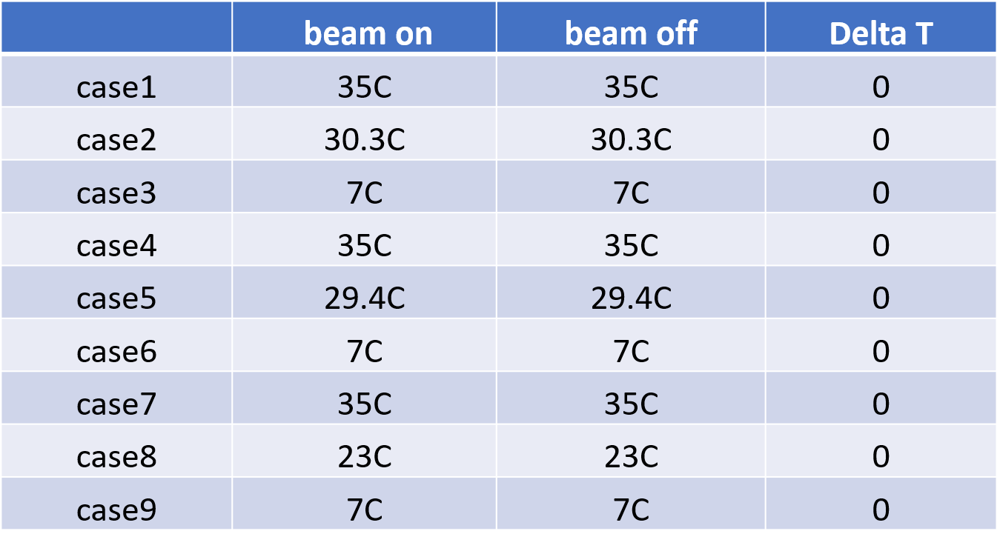 beam on beam off Delta T
case1 35C 35C 0
case2 30.3C 30.3C 0
case3 7C 7C 0
case4 35C 35C 0
case5 29.4C 29.4C 0
case6 7C 7C 0
case7 35C 35C 0
case8 23C 23C 0
case9 7C 7C 0